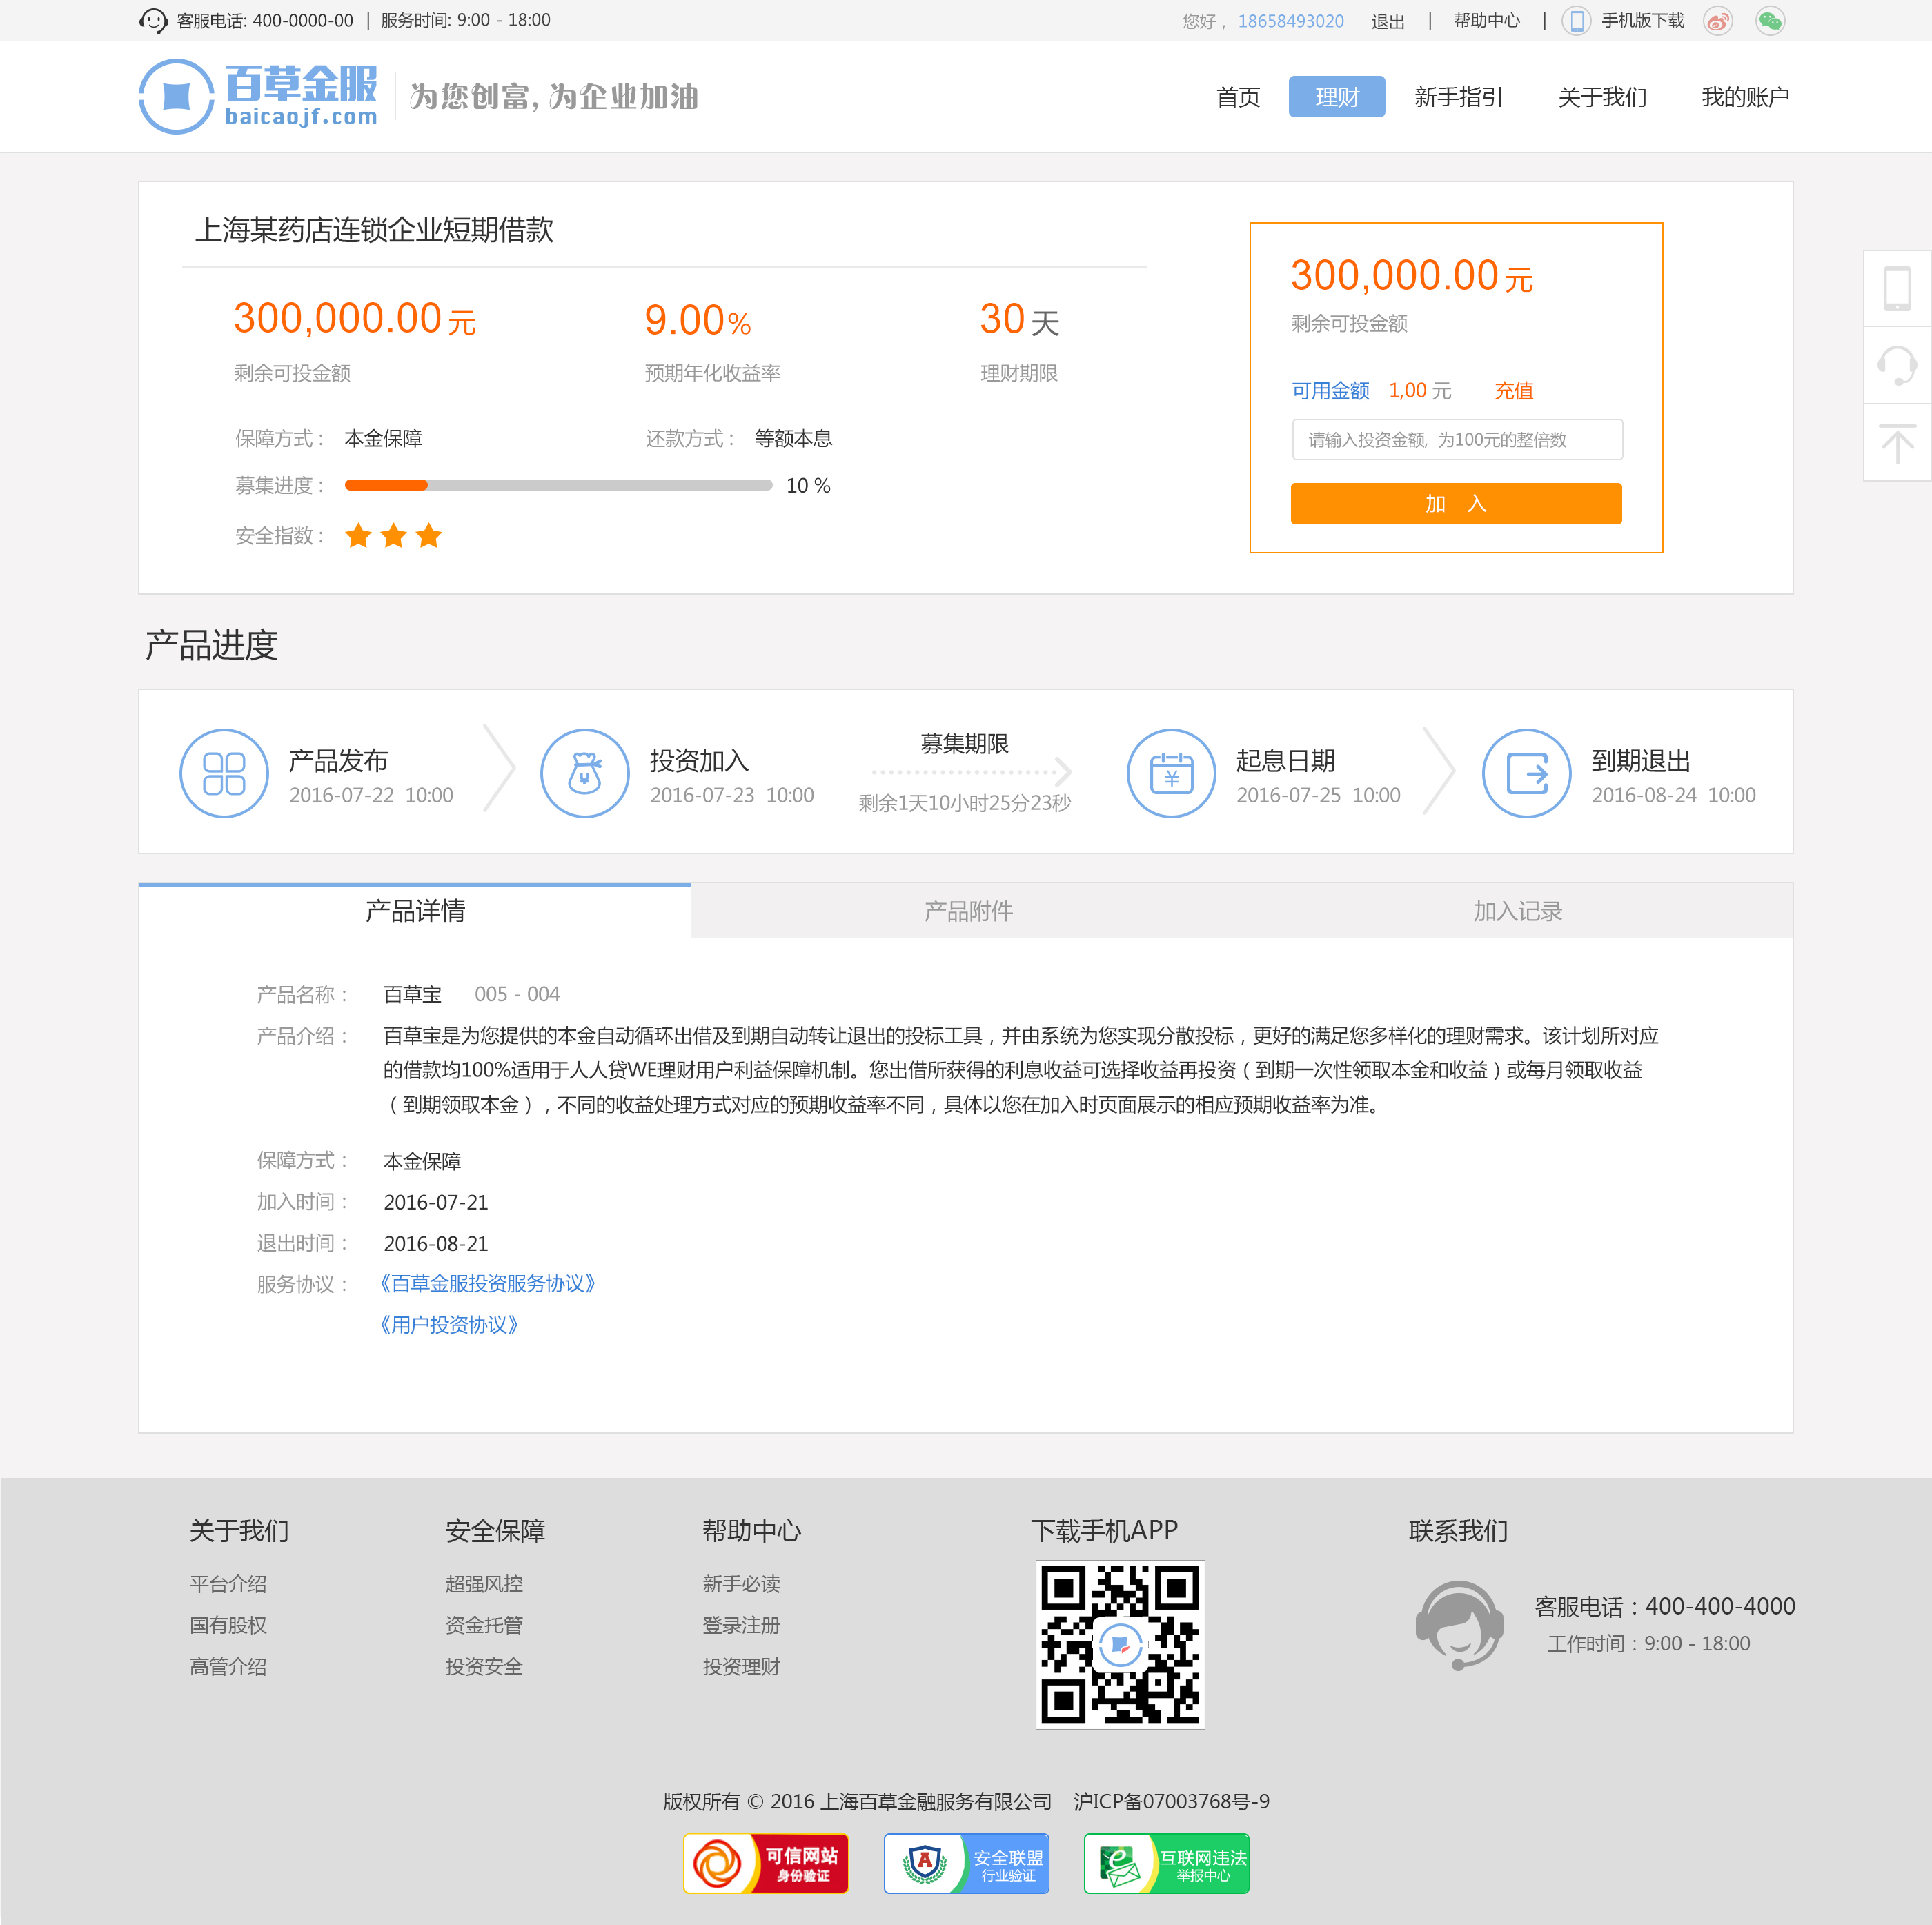 客服电话: 400-0000-00 | 服务时间: 9:00 - 18:00
您好， 18658493020 退出 | 帮助中心 | 手机版下载
百草金服
baicaojf.com
为您创富, 为企业加油
首页 理财 新手指引 关于我们 我的账户
上海某药店连锁企业短期借款
300,000.00 元
剩余可投金额
9.00%
预期年化收益率
30 天
理财期限
保障方式： 本金保障
还款方式： 等额本息
募集进度： 10 %
安全指数：
300,000.00 元
剩余可投金额
可用金额 1,00 元 充值
请输入投资金额, 为100元的整倍数
加 入
产品进度
产品发布
2016-07-22 10:00
投资加入
2016-07-23 10:00
募集期限
剩余1天10小时25分23秒
起息日期
2016-07-25 10:00
到期退出
2016-08-24 10:00
产品详情 产品附件 加入记录
产品名称： 百草宝 005 - 004
产品介绍： 百草宝是为您提供的本金自动循环出借及到期自动转让退出的投标工具，并由系统为您实现分散投标，更好的满足您多样化的理财需求。该计划所对应
的借款均100%适用于人人贷WE理财用户利益保障机制。您出借所获得的利息收益可选择收益再投资（到期一次性领取本金和收益）或每月领取收益
（到期领取本金），不同的收益处理方式对应的预期收益率不同，具体以您在加入时页面展示的相应预期收益率为准。
保障方式： 本金保障
加入时间： 2016-07-21
退出时间： 2016-08-21
服务协议： 《百草金服投资服务协议》
《用户投资协议》
关于我们
平台介绍
国有股权
高管介绍
安全保障
超强风控
资金托管
投资安全
帮助中心
新手必读
登录注册
投资理财
下载手机APP
联系我们
客服电话：400-400-4000
工作时间：9:00 - 18:00
版权所有 © 2016 上海百草金融服务有限公司 沪ICP备07003768号-9
可信网站
身份验证
安全联盟
行业验证
互联网违法
举报中心